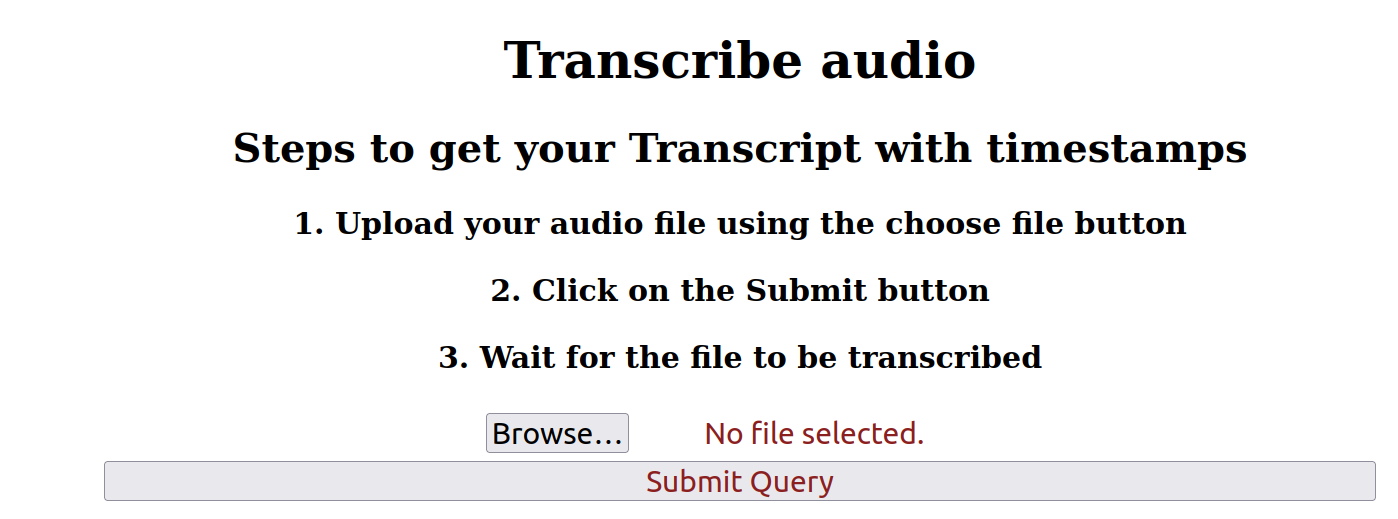 Transcribe audio
Steps to get your Transcript with timestamps
1. Upload your audio file using the choose file button
2. Click on the Submit button
3. Wait for the file to be transcribed
Browse... No file selected.
Submit Query